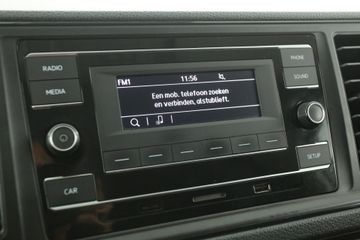 RADIO
MEDIA
CAR
FM1 11:56
Een mob. telefoon zoeken
en verbinden, alstublieft.
PHONE
SOUND
SETUP